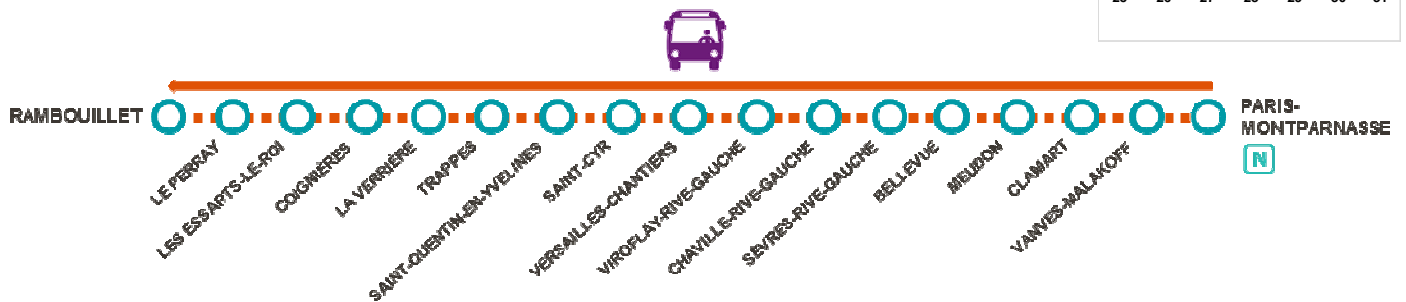 RAMBOUILLET
LE PERRAY
LES ESSARTS-LE-ROI
COIGNIÈRES
LA VERRIÈRE
TRAPPES
SAINT-QUENTIN-EN-YVELINES
SAINT-CYR
VERSAILLES-CHANTIERS
VIROFLAY-RIVE-GAUCHE
CHAVILLE-RIVE-GAUCHE
SÈVRES-RIVE-GAUCHE
BELLEVUE
MEUDON
CLAMART
VANVES-MALAKOFF
PARIS-
MONTPARNASSE
N